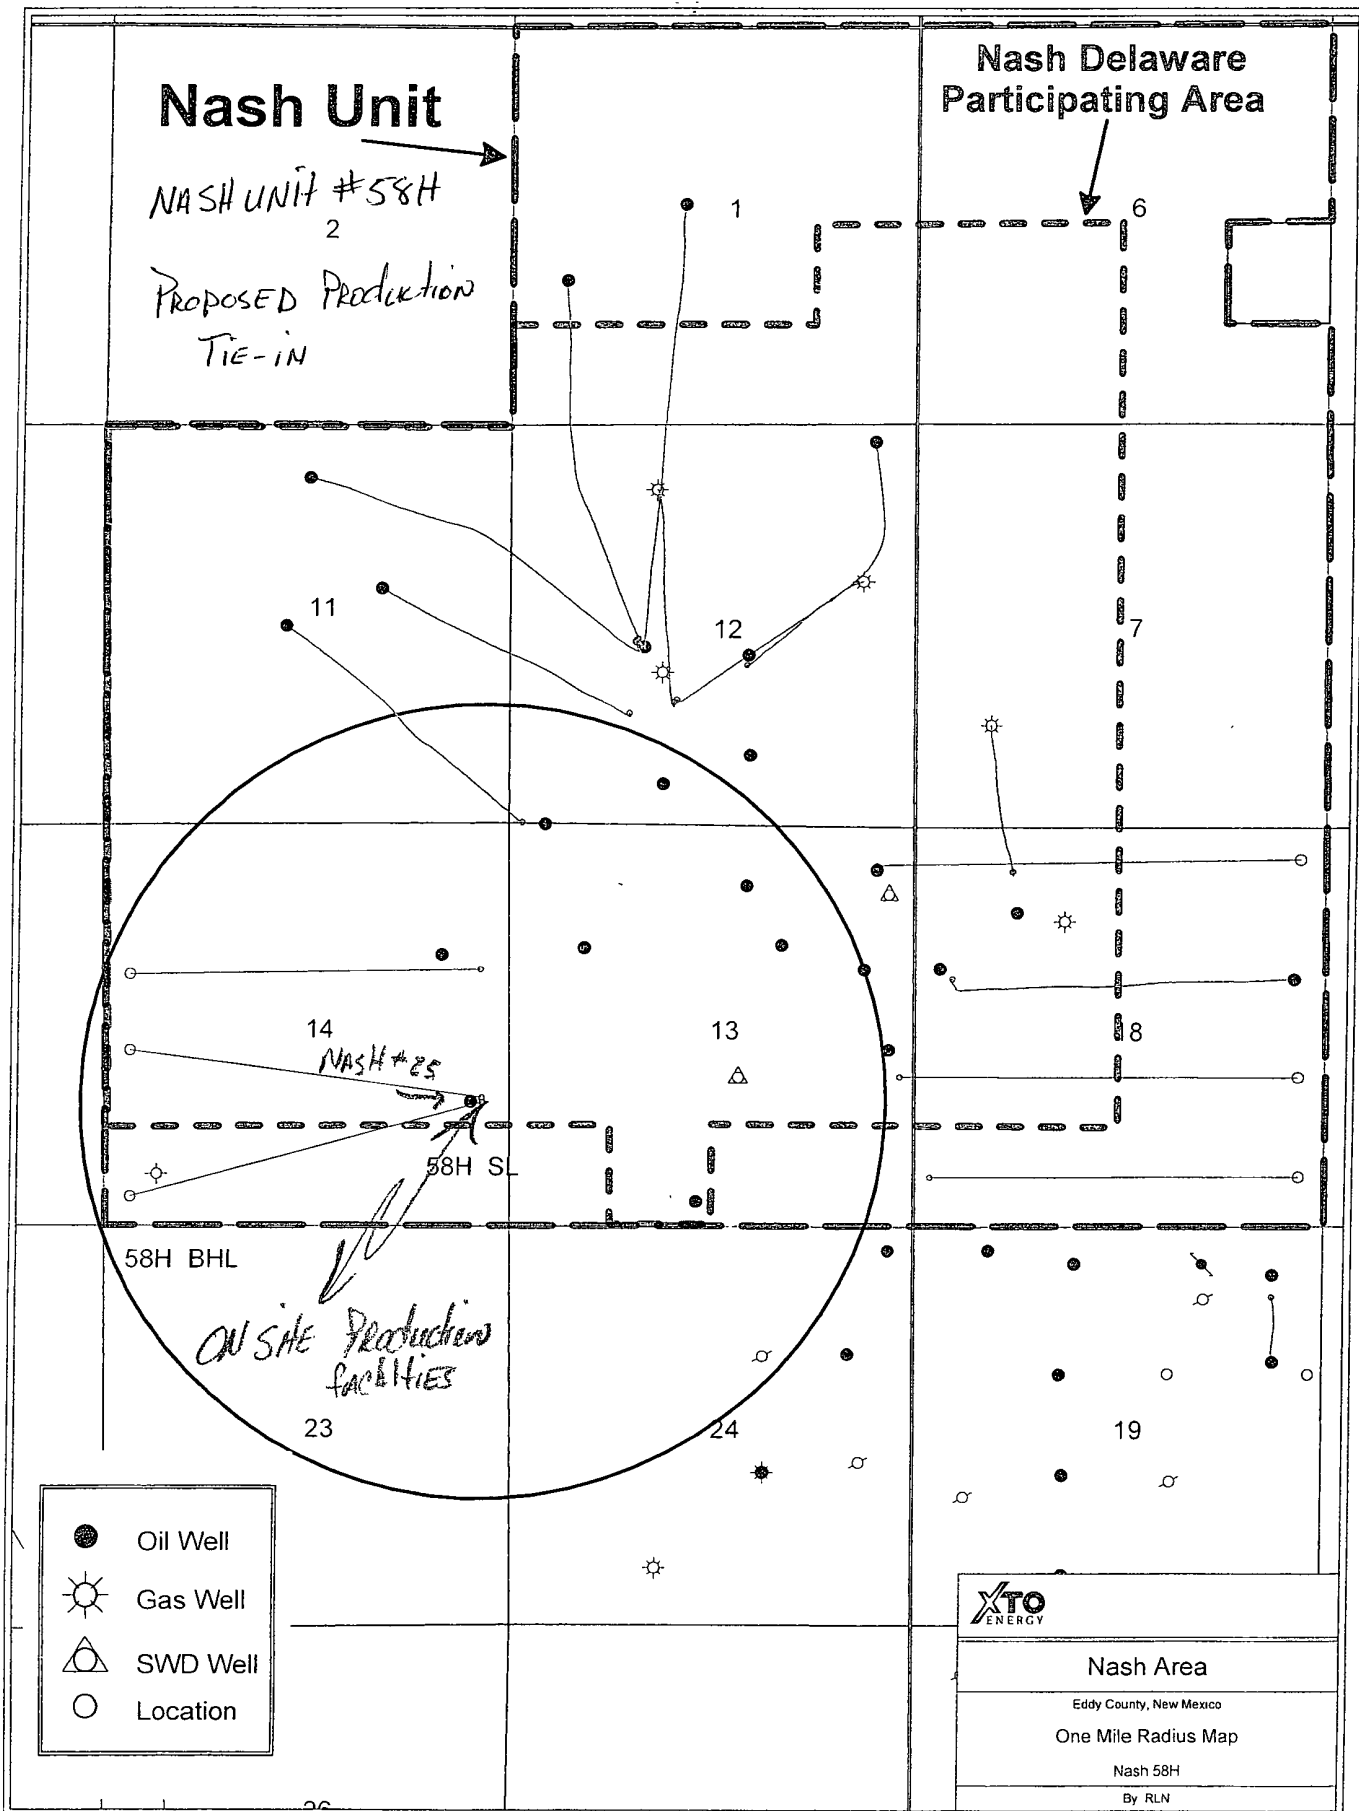 Nash Unit
Nash Delaware
Participating Area
NASH UNIT #58H
1
6
2
PROPOSED PRODUCTION
TIE-IN
11
12
7
14
13
18
NASH #85
58H SL
58H BHL
ON SITE Production
facilities
23
24
19
Oil Well
Gas Well
SWD Well
Location
XTO
ENERGY
Nash Area
Eddy County, New Mexico
One Mile Radius Map
Nash 58H
By RLN